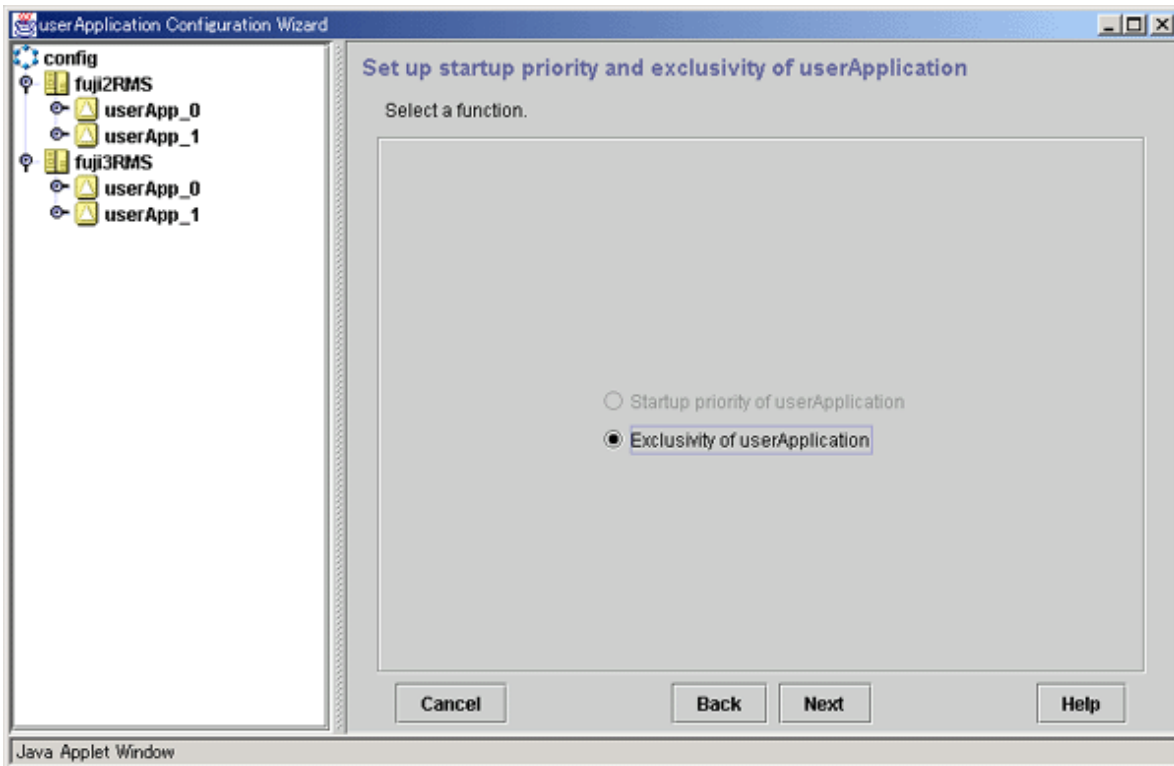 userApplication Configuration Wizard
config
fuji2RMS
userApp_0
userApp_1
fuji3RMS
userApp_0
userApp_1
Set up startup priority and exclusivity of userApplication
Select a function.
Startup priority of userApplication
Exclusivity of userApplication
Cancel Back Next Help
Java Applet Window